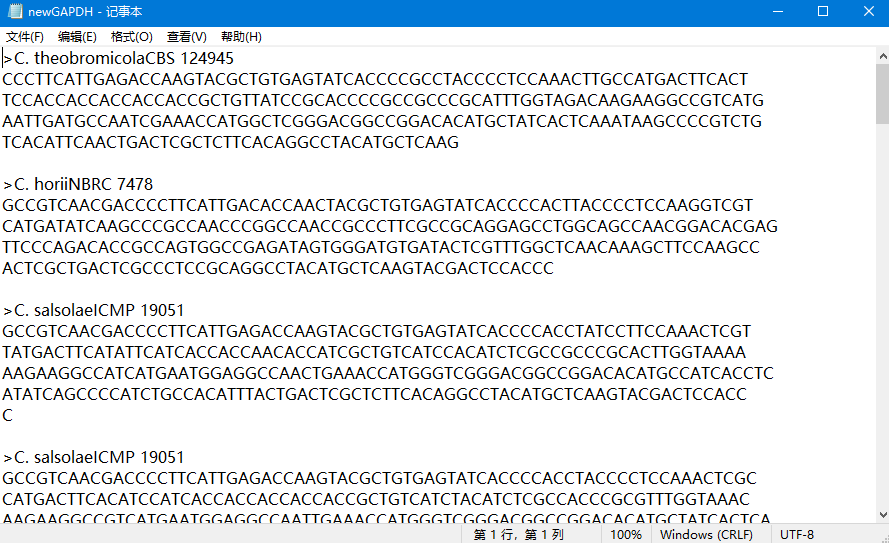 newGAPDH - 记事本
文件(F) 编辑(E) 格式(O) 查看(V) 帮助(H)
>C. theobromicolaCBS 124945
CCCTTCATTGAGACCAAGTACGCTGTGAGTATCACCCCGCCTACCCCTCCAAACTTGCCATGACTTCACT
TCCACCACCACCACCACCGCTGTTATCCGCACCCCGCCGCCCGCATTTGGTAGACAAGAAGGCCGTCATG
AATTGATGCCAATCGAAACCATGGCTCGGGACGGCCGGACACATGCTATCACTCAAATAAGCCCCGTCTG
TCACATTCAACTGACTCGCTCTTCACAGGCCTACATGCTCAAG
>C. horiiNBRC 7478
GCCGTCAACGACCCCTTCATTGACACCAACTACGCTGTGAGTATCACCCCACTTACCCCTCCAAGGTCGT
CATGATATCAAGCCCGCCAACCCGGCCAACCGCCCTTCGCCGCAGGAGCCTGGCAGCCAACGGACACGAG
TTCCCAGACACCGCCAGTGGCCGAGATAGTGGGATGTGATACTCGTTTGGCTCAACAAAGCTTCCAAGCC
ACTCGCTGACTCGCCCTCCGCAGGCCTACATGCTCAAGTACGACTCCACCC
>C. salsolaeICMP 19051
GCCGTCAACGACCCCTTCATTGAGACCAAGTACGCTGTGAGTATCACCCCACCTATCCTTCCAAACTCGT
TATGACTTCATATTCATCACCACCAACACCATCGCTGTCATCCACATCTCGCCGCCCGCACTTGGTAAAA
AAGAAGGCCATCATGAATGGAGGCCAACTGAAACCATGGGTCGGGACGGCCGGACACATGCCATCACCTC
ATATCAGCCCCATCTGCCACATTTACTGACTCGCTCTTCACAGGCCTACATGCTCAAGTACGACTCCACC
C
>C. salsolaeICMP 19051
GCCGTCAACGACCCCTTCATTGAGACCAAGTACGCTGTGAGTATCACCCCACCTACCCCTCCAAACTCGC
CATGACTTCACATCCATCACCACCACCACCACCGCTGTCATCTACATCTCGCCACCCGCGTTTGGTAAAC
AAGAAGGCCGTCATGAATGGAGGCCAATTGAAACCATGGGTCGGGACGGCCGGACACATGCTATCACTCA
第 1 行，第 1 列 100% Windows (CRLF) UTF-8